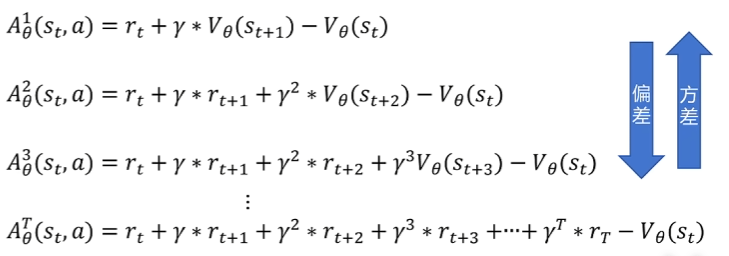 A_θ^1(s_t, a) = r_t + γ * V_θ(s_{t+1}) − V_θ(s_t)
A_θ^2(s_t, a) = r_t + γ * r_{t+1} + γ^2 * V_θ(s_{t+2}) − V_θ(s_t)
A_θ^3(s_t, a) = r_t + γ * r_{t+1} + γ^2 * r_{t+2} + γ^3V_θ(s_{t+3}) − V_θ(s_t)
⋮
A_θ^T(s_t, a) = r_t + γ * r_{t+1} + γ^2 * r_{t+2} + γ^3 * r_{t+3} +⋯+ γ^T * r_T − V_θ(s_t)
偏差
方差